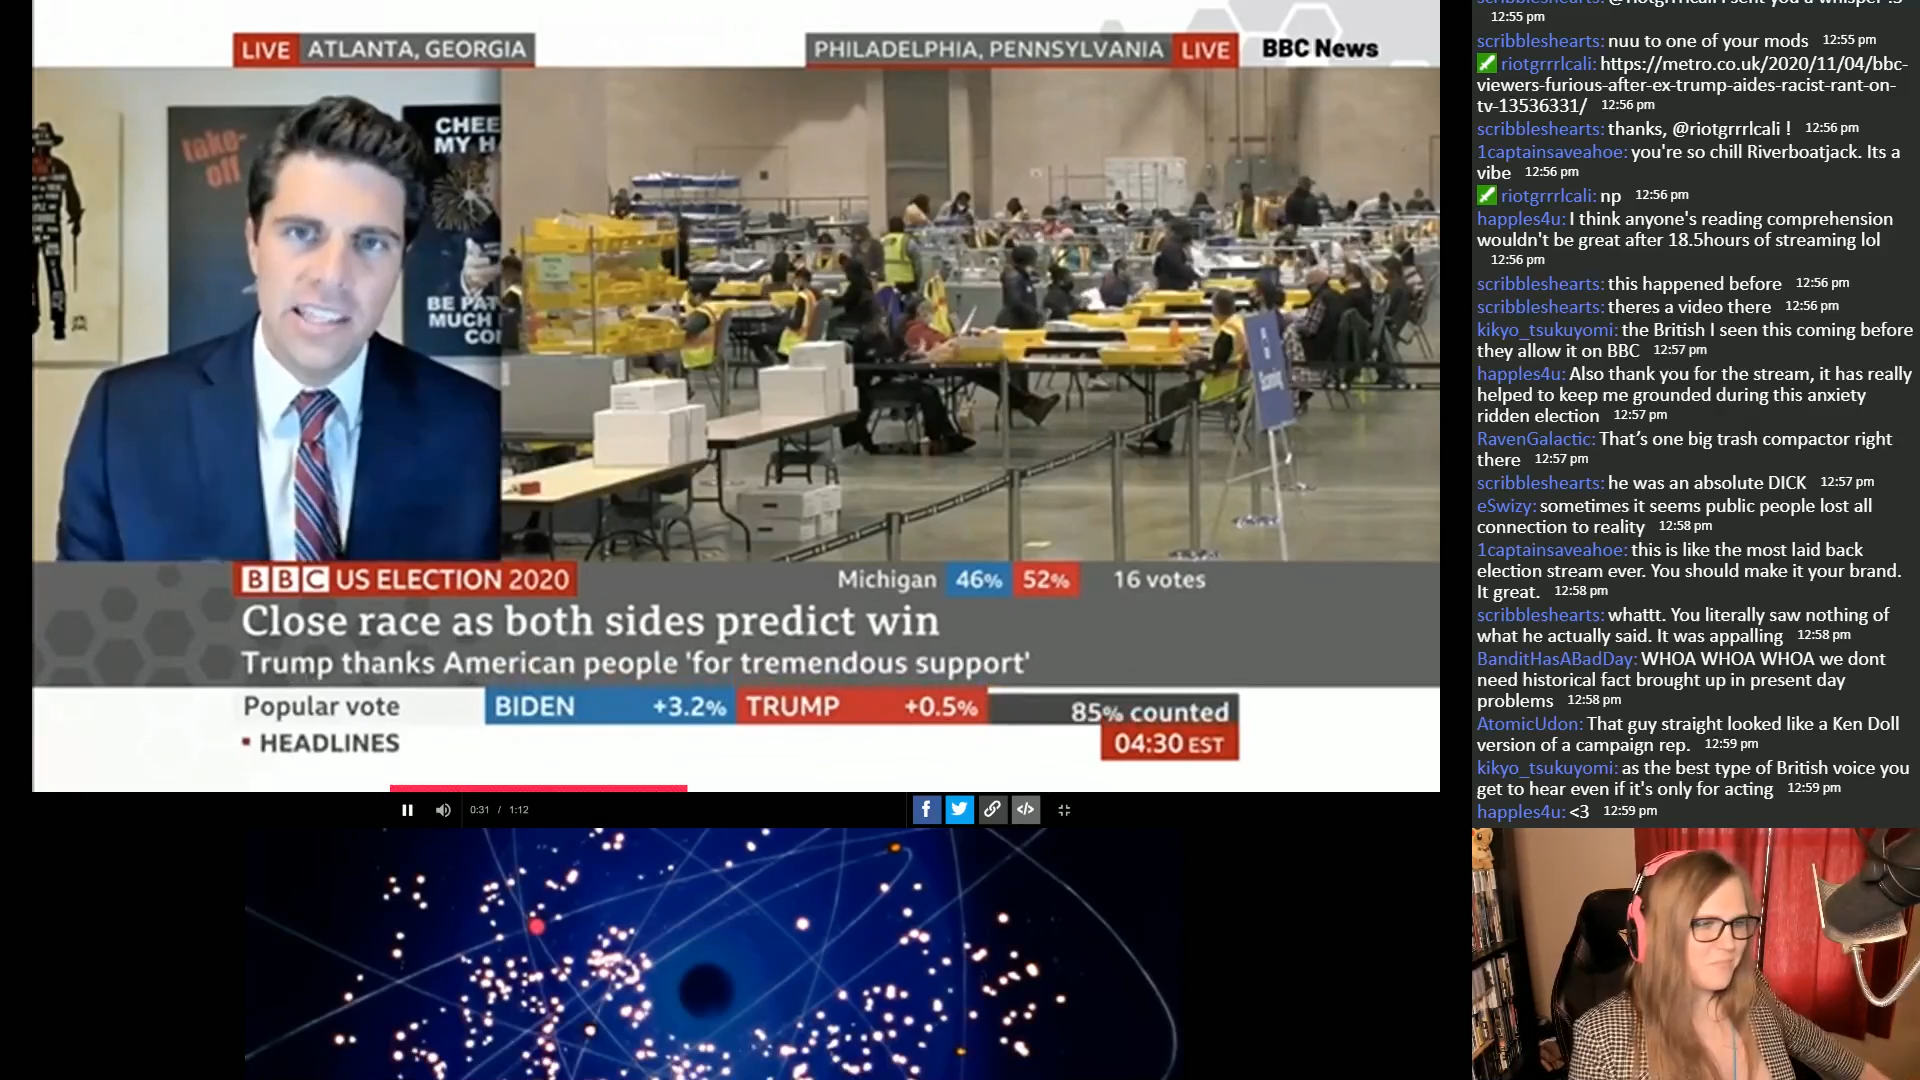 LIVE ATLANTA, GEORGIA
PHILADELPHIA, PENNSYLVANIA LIVE
BBC News
take-
off
CHEE
MY HA
BE PAT
MUCH
COI
Scanning
BBC US ELECTION 2020
Michigan 46% 52% 16 votes
Close race as both sides predict win
Trump thanks American people 'for tremendous support'
Popular vote BIDEN +3.2% TRUMP +0.5% 85% counted
HEADLINES
04:30 EST
0:31 / 1:12
12:55 pm
scribbleshearts: nuu to one of your mods 12:55 pm
riotgrrrlcali: https://metro.co.uk/2020/11/04/bbc-
viewers-furious-after-ex-trump-aides-racist-rant-on-
tv-13536331/ 12:56 pm
scribbleshearts: thanks, @riotgrrrlcali ! 12:56 pm
1captainsaveahoe: you're so chill Riverboatjack. Its a
vibe 12:56 pm
riotgrrrlcali: np 12:56 pm
happles4u: I think anyone's reading comprehension
wouldn't be great after 18.5hours of streaming lol
12:56 pm
scribbleshearts: this happened before 12:56 pm
scribbleshearts: theres a video there 12:56 pm
kikyo_tsukuyomi: the British I seen this coming before
they allow it on BBC 12:57 pm
happles4u: Also thank you for the stream, it has really
helped to keep me grounded during this anxiety
ridden election 12:57 pm
RavenGalactic: That's one big trash compactor right
there 12:57 pm
scribbleshearts: he was an absolute DICK 12:57 pm
eSwizy: sometimes it seems public people lost all
connection to reality 12:58 pm
1captainsaveahoe: this is like the most laid back
election stream ever. You should make it your brand.
It great. 12:58 pm
scribbleshearts: whattt. You literally saw nothing of
what he actually said. It was appalling 12:58 pm
BanditHasABadDay: WHOA WHOA WHOA we dont
need historical fact brought up in present day
problems 12:58 pm
AtomicUdon: That guy straight looked like a Ken Doll
version of a campaign rep. 12:59 pm
kikyo_tsukuyomi: as the best type of British voice you
get to hear even if it's only for acting 12:59 pm
happles4u: <3 12:59 pm